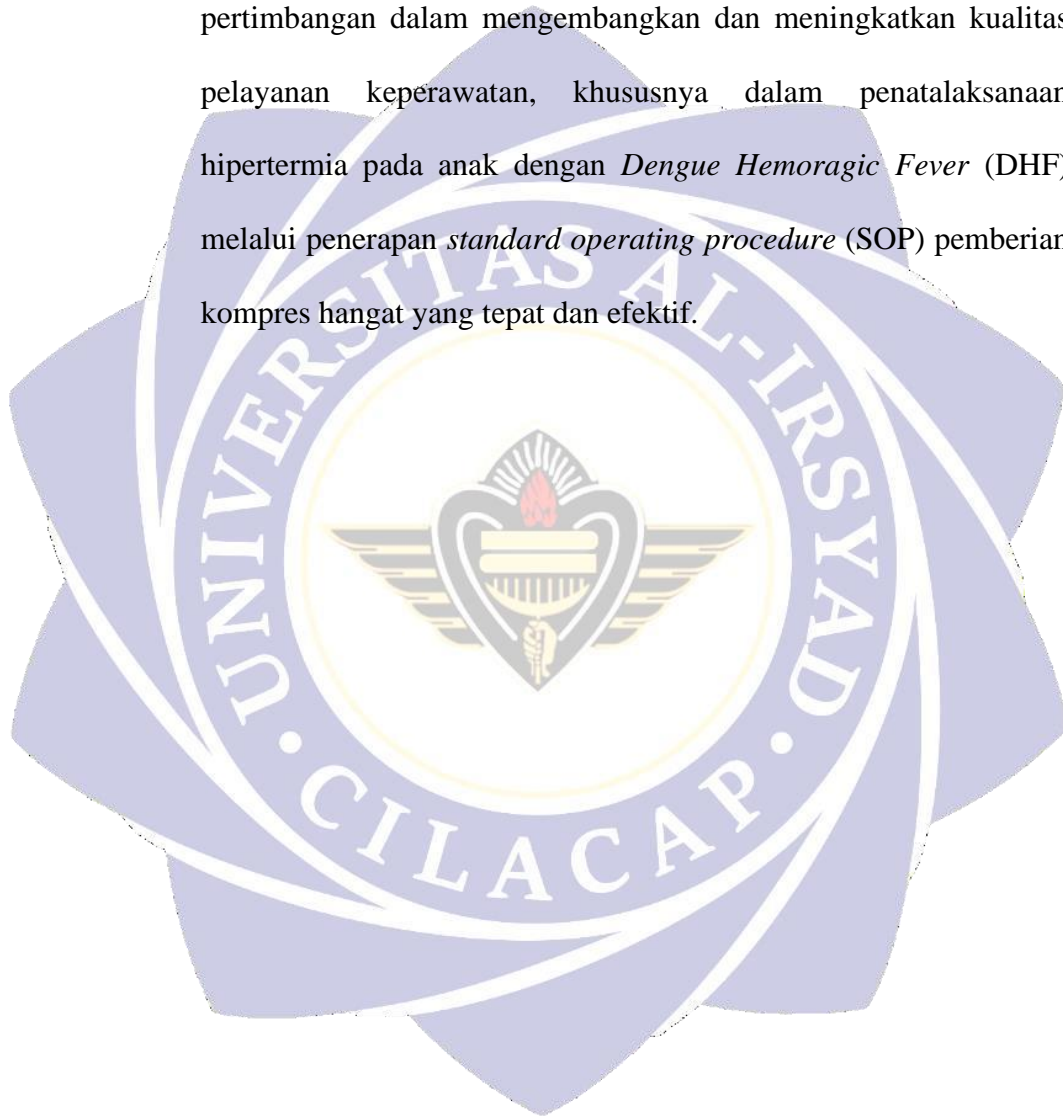 pertimbangan dalam mengembangkan dan meningkatkan kualitas
pelayanan keperawatan, khususnya dalam penatalaksanaan
hipertermia pada anak dengan Dengue Hemoragic Fever (DHF)
melalui penerapan standard operating procedure (SOP) pemberian
kompres hangat yang tepat dan efektif.
UNIVERSITAS AL-IRSYAD
• CILACAP •